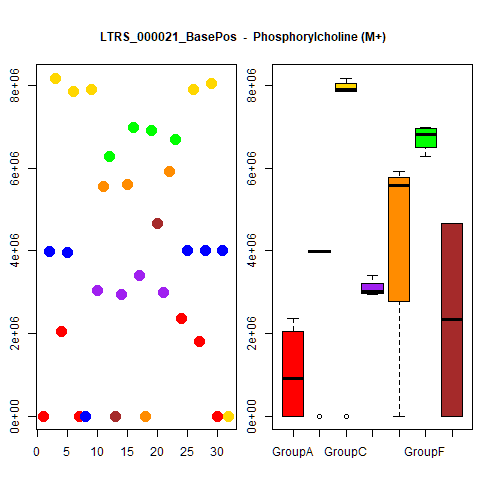 LTRS_000021_BasePos - Phosphorylcholine (M+)
0e+00 2e+06 4e+06 6e+06 8e+06
0e+00 2e+06 4e+06 6e+06 8e+06
0 5 10 15 20 25 30
GroupA GroupC GroupF